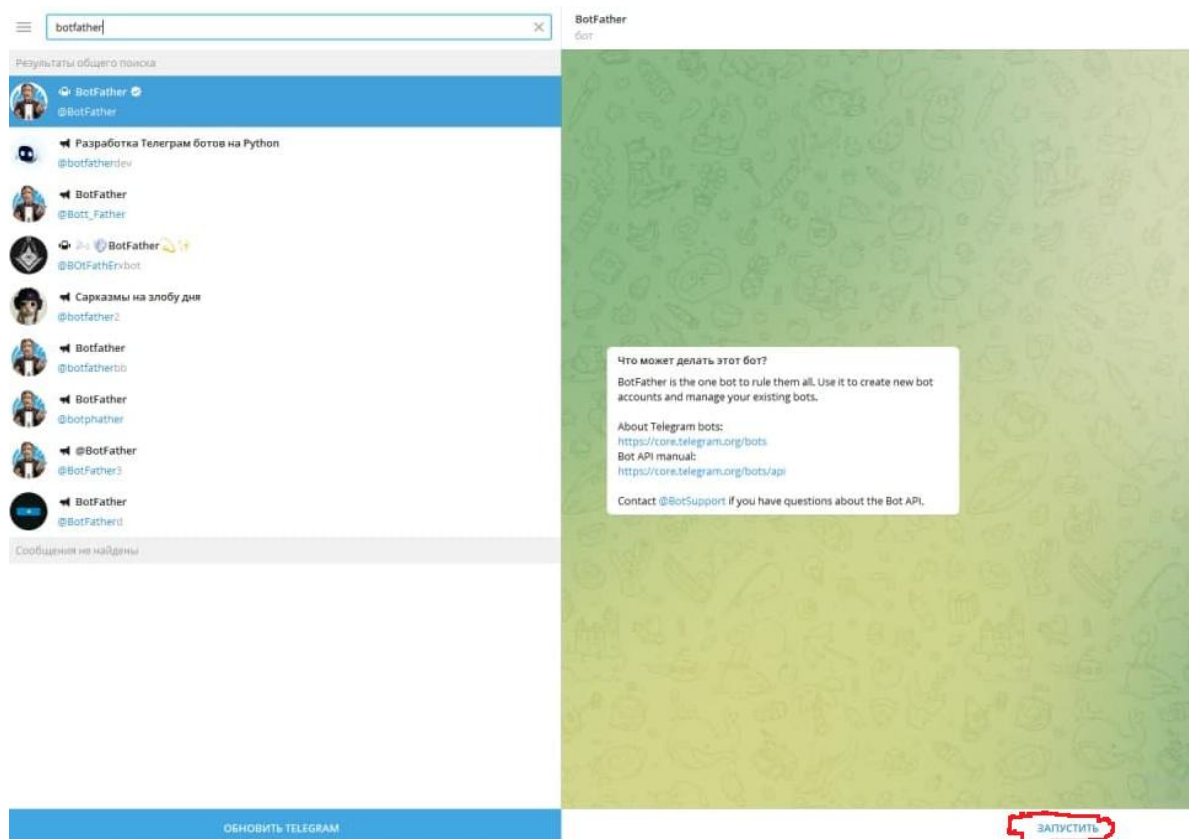 botfather
Результаты общего поиска
BotFather
@BotFather
Разработка Телеграм ботов на Python
@botfatherdev
BotFather
@Bott_Father
BotFather
@BOtFathErxbot
Сарказмы на злобу дня
@botfather2
Botfather
@botfatherbb
BotFather
@botphather
@BotFather
@BotFather3
BotFather
@BotFatherd
Сообщения не найдены
ОБНОВИТЬ TELEGRAM
BotFather
бот
Что может делать этот бот?
BotFather is the one bot to rule them all. Use it to create new bot
accounts and manage your existing bots.
About Telegram bots:
https://core.telegram.org/bots
Bot API manual:
https://core.telegram.org/bots/api
Contact @BotSupport if you have questions about the Bot API.
ЗАПУСТИТЬ